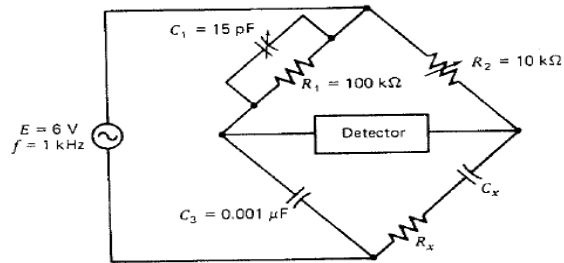 C₁ = 15 pF
R₁ = 100 kΩ
R₂ = 10 kΩ
E = 6 V
f = 1 kHz
Detector
C₃ = 0.001 μF
Cₓ
Rₓ